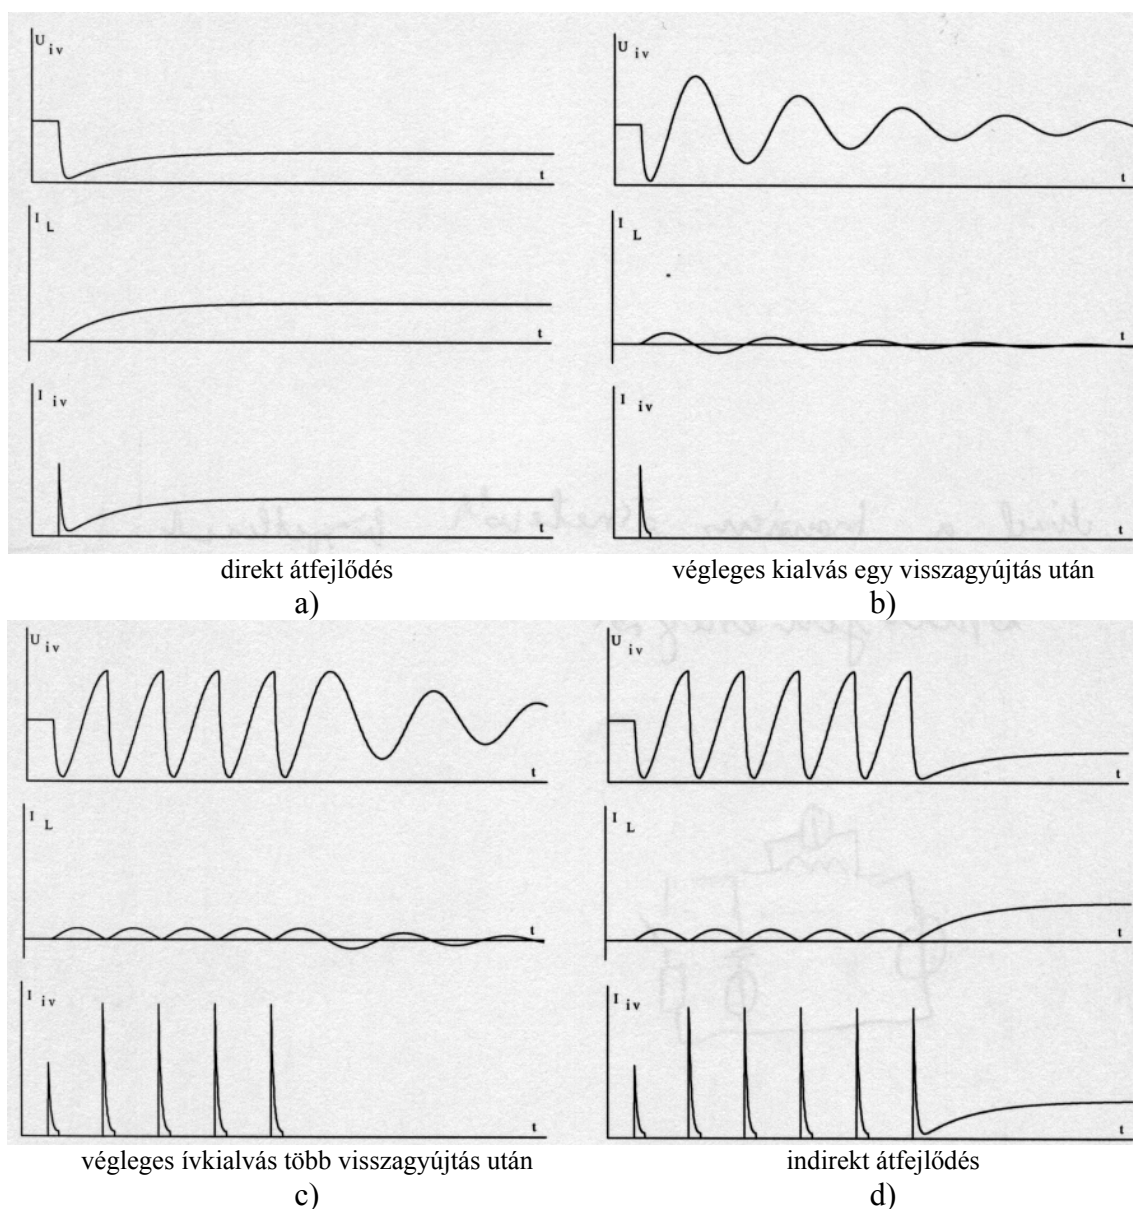 U iv
t
I L
t
I iv
direkt átfejlődés
a)
U iv
t
I L
t
I iv
végleges kialvás egy visszagyújtás után
b)
U iv
t
I L
t
I iv
t
végleges ívkialvás több visszagyújtás után
c)
U iv
t
I L
t
I iv
indirekt átfejlődés
d)